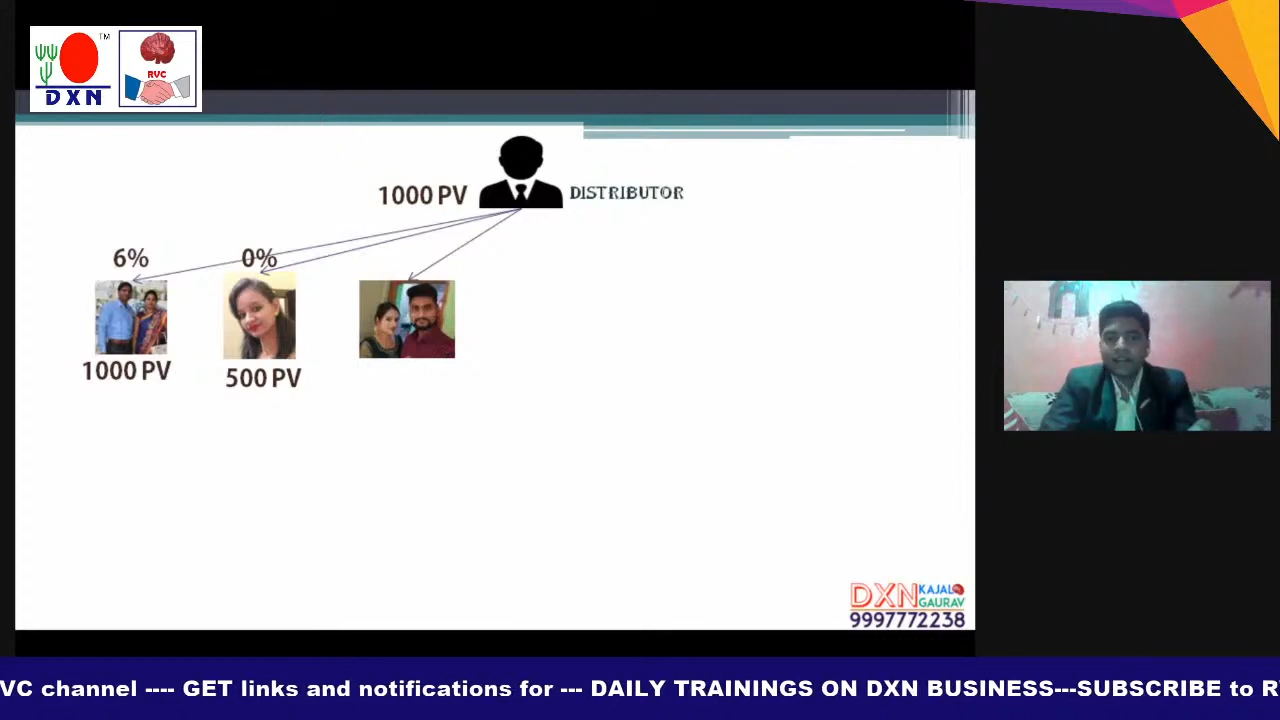 TM
RVC
DXN
1000 PV
DISTRIBUTOR
6%
0%
1000 PV
500 PV
DXN KAJAL
GAURAV
9997772238
VC channel ---- GET links and notifications for --- DAILY TRAININGS ON DXN BUSINESS---SUBSCRIBE to R